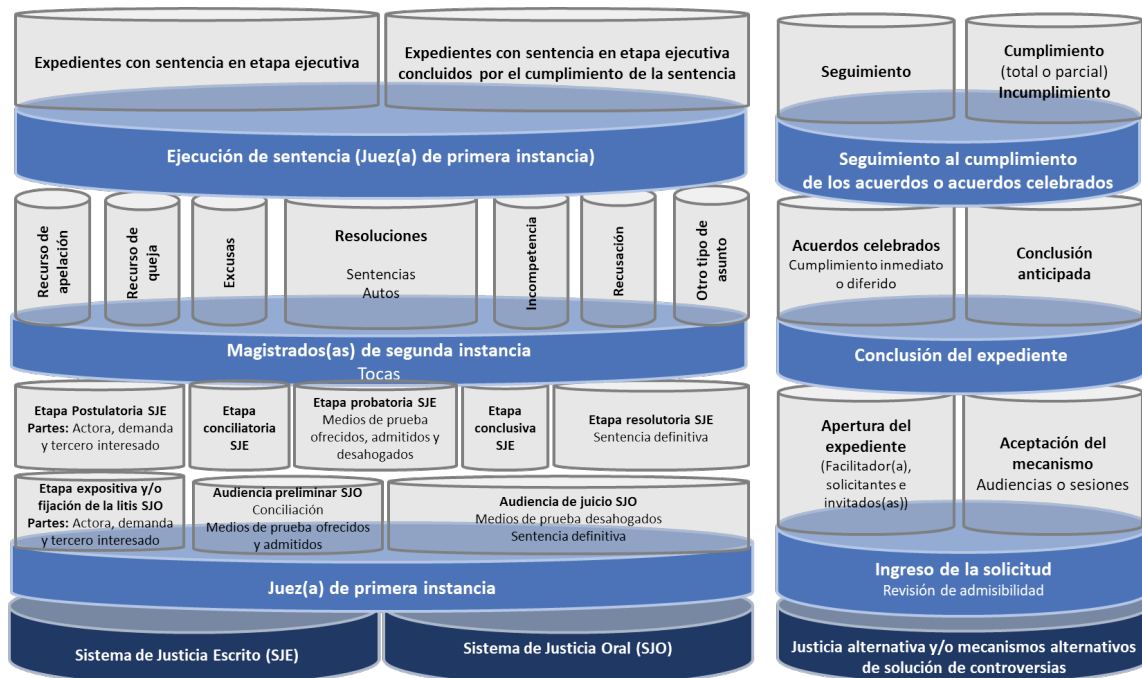 Expedientes con sentencia en etapa ejecutiva
Expedientes con sentencia en etapa ejecutiva
concluidos por el cumplimiento de la sentencia
Ejecución de sentencia (Juez(a) de primera instancia)
Recurso de
apelación
Recurso de
queja
Excusas
Resoluciones
Sentencias
Autos
Incompetencia
Recusación
Otro tipo de
asunto
Magistrados(as) de segunda instancia
Tocas
Etapa Postulatoria SJE
Partes: Actora, demanda
y tercero interesado
Etapa
conciliatoria
SJE
Etapa probatoria SJE
Medios de prueba
ofrecidos, admitidos y
desahogados
Etapa
conclusiva
SJE
Etapa resolutoria SJE
Sentencia definitiva
Etapa expositiva y/o
fijación de la litis SJO
Partes: Actora, demanda
y tercero interesado
Audiencia preliminar SJO
Conciliación
Medios de prueba ofrecidos
y admitidos
Audiencia de juicio SJO
Medios de prueba desahogados
Sentencia definitiva
Juez(a) de primera instancia
Sistema de Justicia Escrito (SJE)
Sistema de Justicia Oral (SJO)
Seguimiento
Cumplimiento
(total o parcial)
Incumplimiento
Seguimiento al cumplimiento
de los acuerdos o acuerdos celebrados
Acuerdos celebrados
Cumplimiento inmediato
o diferido
Conclusión
anticipada
Conclusión del expediente
Apertura del
expediente
(Facilitador(a),
solicitantes e
invitados(as))
Aceptación del
mecanismo
Audiencias o sesiones
Ingreso de la solicitud
Revisión de admisibilidad
Justicia alternativa y/o mecanismos alternativos
de solución de controversias